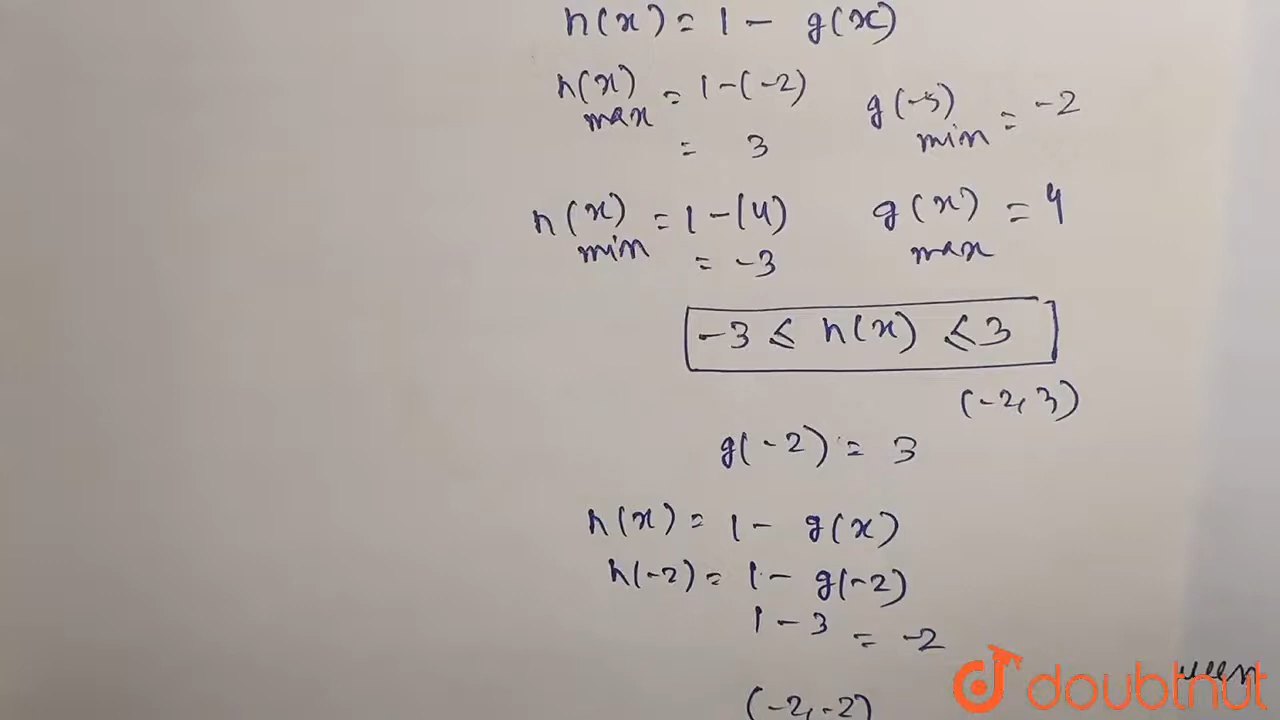 h(x) = 1 - g(x)
h(x) max = 1-(-2)
= 3
g(-5) min = -2
h(x) min = 1-(4)
= -3
g(x) max = 4
-3 ≤ h(x) ≤ 3
(-2, 3)
g(-2) = 3
h(x) = 1 - g(x)
h(-2) = 1 - g(-2)
1 - 3 = -2
(-2, -2)
doubtnut